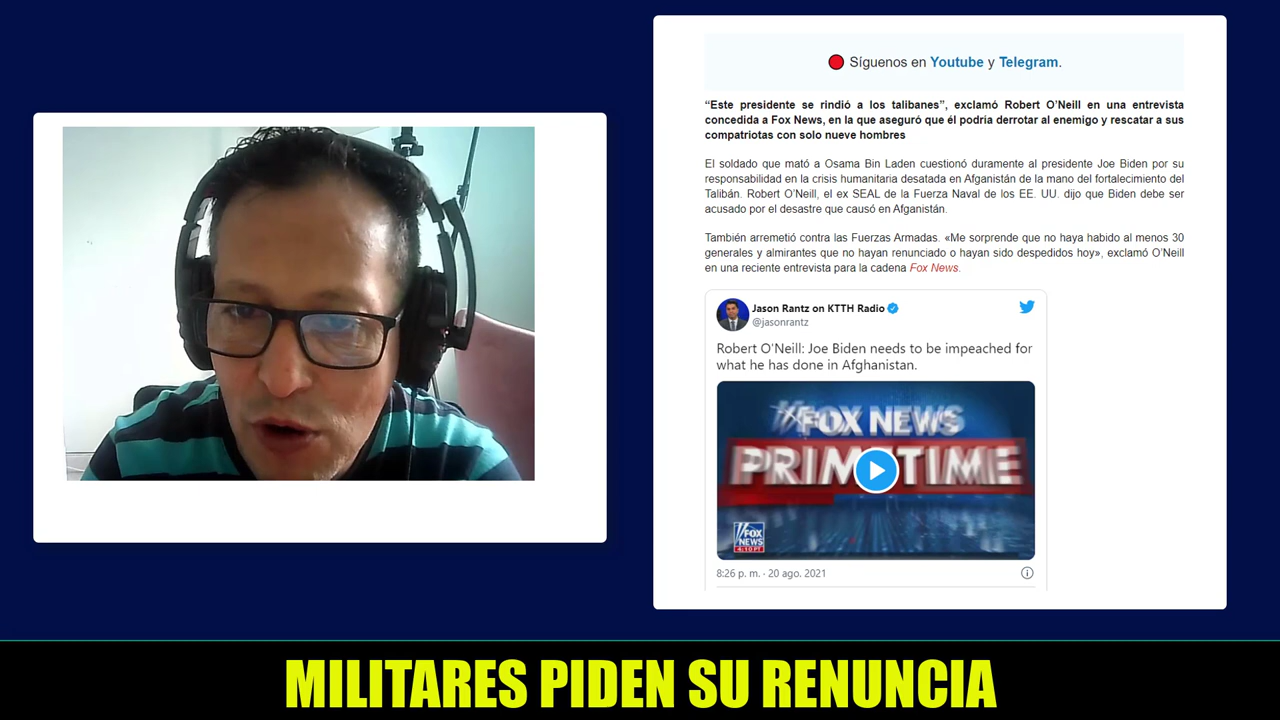 🔴 Síguenos en Youtube y Telegram.
“Este presidente se rindió a los talibanes”, exclamó Robert O’Neill en una entrevista
concedida a Fox News, en la que aseguró que él podría derrotar al enemigo y rescatar a sus
compatriotas con solo nueve hombres
El soldado que mató a Osama Bin Laden cuestionó duramente al presidente Joe Biden por su
responsabilidad en la crisis humanitaria desatada en Afganistán de la mano del fortalecimiento del
Talibán. Robert O’Neill, el ex SEAL de la Fuerza Naval de los EE. UU. dijo que Biden debe ser
acusado por el desastre que causó en Afganistán.
También arremetió contra las Fuerzas Armadas. «Me sorprende que no haya habido al menos 30
generales y almirantes que no hayan renunciado o hayan sido despedidos hoy», exclamó O’Neill
en una reciente entrevista para la cadena Fox News.
Jason Rantz on KTTH Radio
@jasonrantz
Robert O'Neill: Joe Biden needs to be impeached for
what he has done in Afghanistan.
FOX NEWS
PRIMETIME
FOX
NEWS
4:10 PT
8:26 p. m. · 20 ago. 2021
MILITARES PIDEN SU RENUNCIA